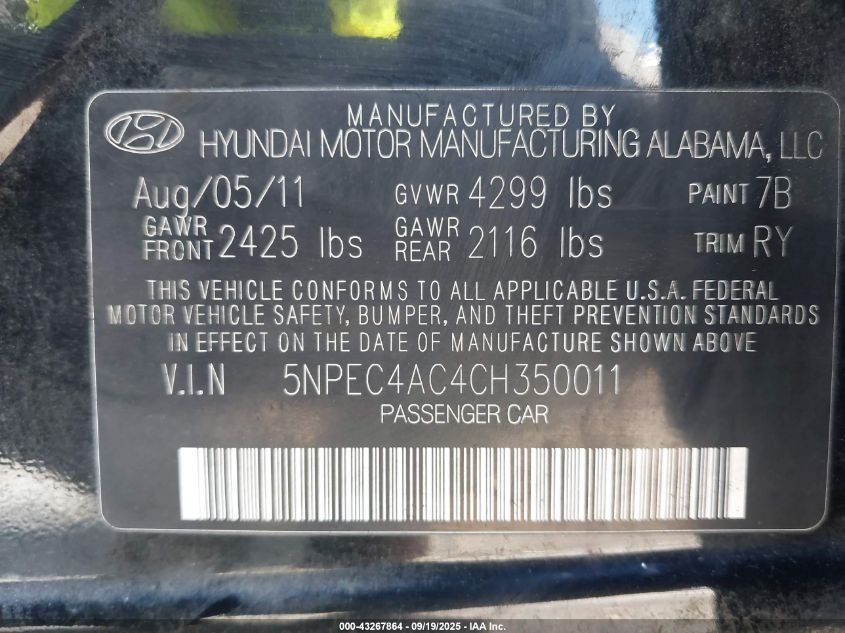 MANUFACTURED BY
HYUNDAI MOTOR MANUFACTURING ALABAMA, LLC
Aug/05/11 GVWR 4299 lbs PAINT 7B
GAWR FRONT 2425 lbs GAWR REAR 2116 lbs TRIM RY
THIS VEHICLE CONFORMS TO ALL APPLICABLE U.S.A. FEDERAL
MOTOR VEHICLE SAFETY, BUMPER, AND THEFT PREVENTION STANDARDS
IN EFFECT ON THE DATE OF MANUFACTURE SHOWN ABOVE
V.I.N 5NPEC4AC4CH350011
PASSENGER CAR
000-43267864 - 09/19/2025 - IAA Inc.